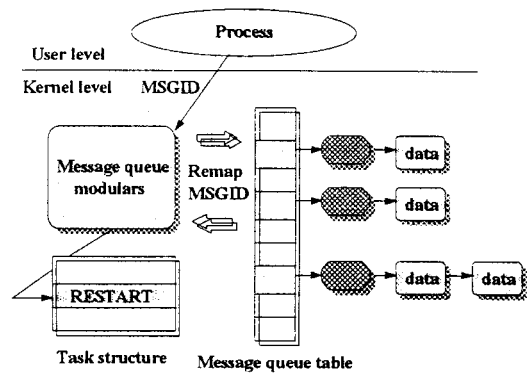 Process
User level
Kernel level
MSGID
Message queue
modulars
Remap
MSGID
data
data
data
data
RESTART
Task structure
Message queue table